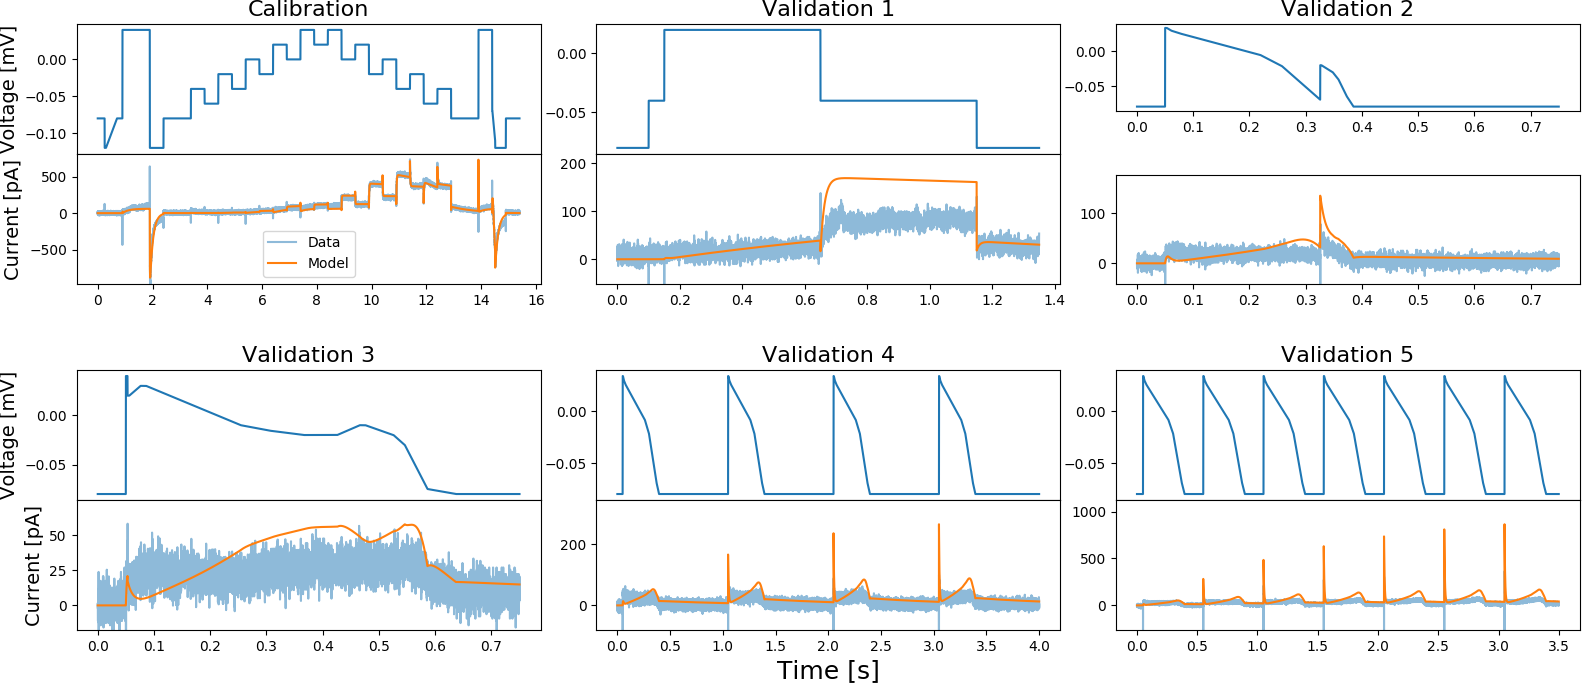 Calibration
Validation 1
Validation 2
Voltage [mV]
0.00
−0.05
−0.10
0.00
−0.05
0.00
−0.05
0.0 0.1 0.2 0.3 0.4 0.5 0.6 0.7
Current [pA]
500
0
−500
Data
Model
0 2 4 6 8 10 12 14 16
200
100
0
0.0 0.2 0.4 0.6 0.8 1.0 1.2 1.4
100
0
0.0 0.1 0.2 0.3 0.4 0.5 0.6 0.7
Validation 3
Validation 4
Validation 5
Voltage [mV]
0.00
−0.05
0.00
−0.05
0.00
−0.05
Current [pA]
50
25
0
0.0 0.1 0.2 0.3 0.4 0.5 0.6 0.7
200
0
0.0 0.5 1.0 1.5 2.0 2.5 3.0 3.5 4.0
1000
500
0
0.0 0.5 1.0 1.5 2.0 2.5 3.0 3.5
Time [s]